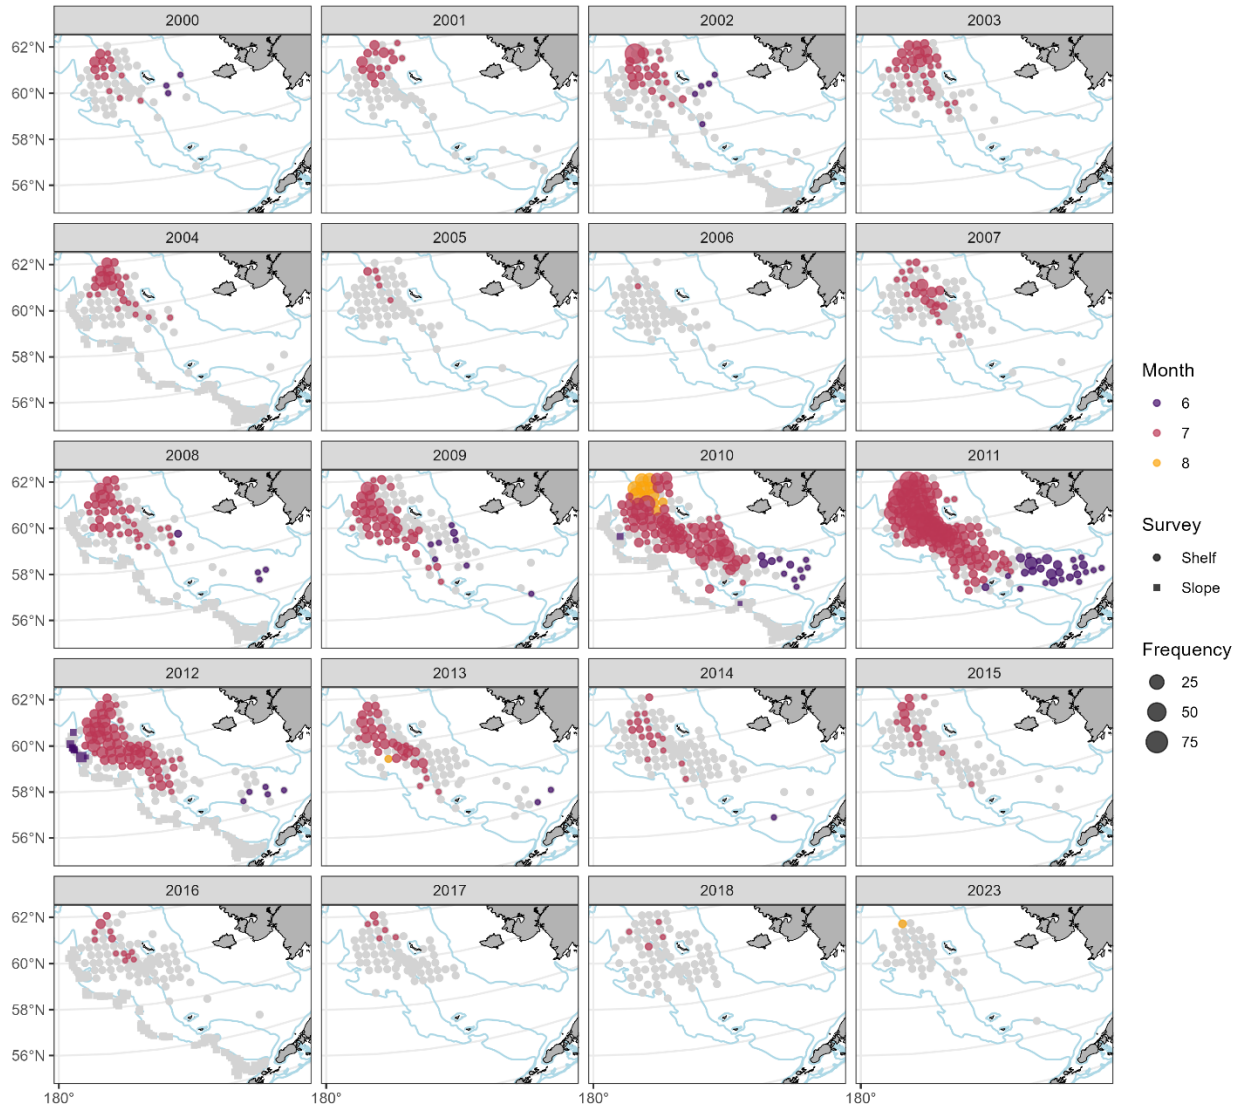 2000 2001 2002 2003
62°N
60°N
58°N
56°N
2004 2005 2006 2007
62°N
60°N
58°N
56°N
2008 2009 2010 2011
62°N
60°N
58°N
56°N
2012 2013 2014 2015
62°N
60°N
58°N
56°N
2016 2017 2018 2023
62°N
60°N
58°N
56°N
180° 180° 180° 180°
Month
6
7
8
Survey
Shelf
Slope
Frequency
25
50
75